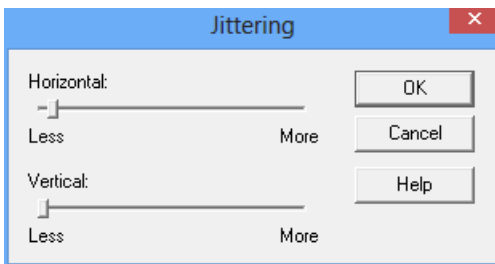 Jittering
Horizontal:
Less More
Vertical:
Less More
OK
Cancel
Help